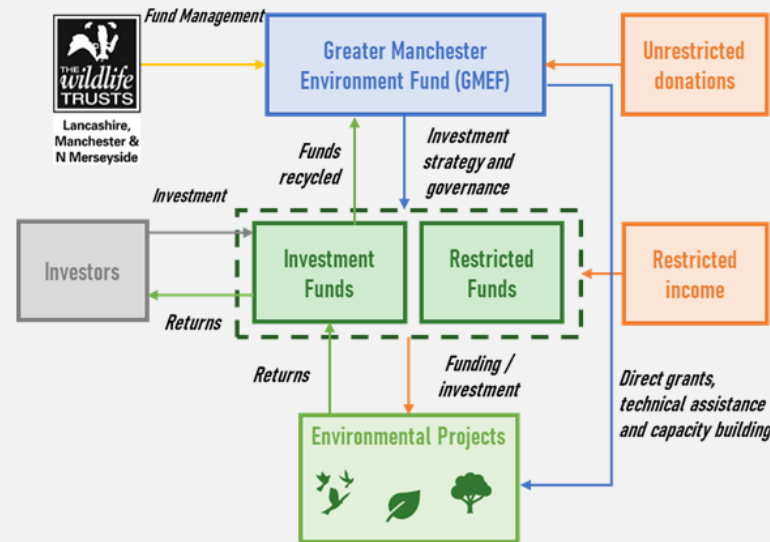 Fund Management
THE
wildlife
TRUSTS
Lancashire,
Manchester &
N Merseyside
Greater Manchester
Environment Fund (GMEF)
Unrestricted
donations
Funds
recycled
Investment
strategy and
governance
Investment
Investors
Returns
Investment
Funds
Restricted
Funds
Restricted
income
Returns
Funding /
investment
Direct grants,
technical assistance
and capacity building
Environmental Projects